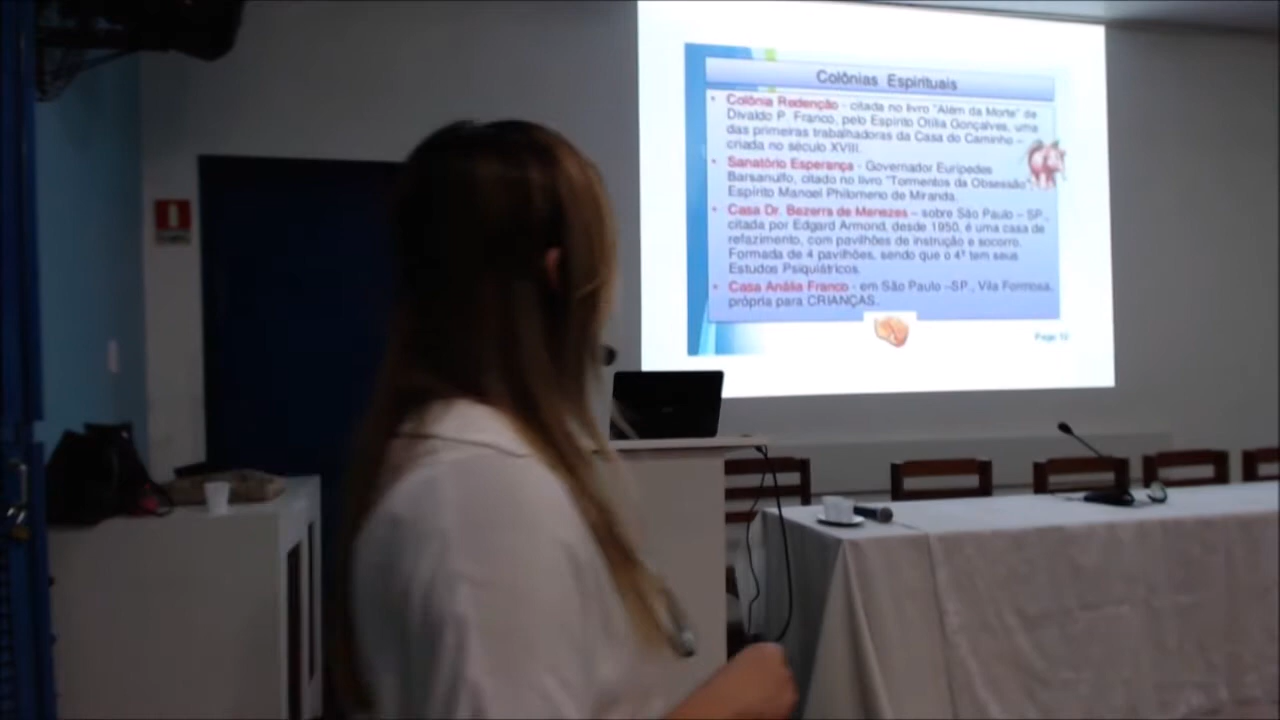 Colônias Espirituais
• Colônia Redenção - citada no livro "Além da Morte" de
Divaldo P. Franco, pelo Espírito Otília Gonçalves, uma
das primeiras trabalhadoras da Casa do Caminho –
criada no século XVIII.
• Sanatório Esperança - Governador Eurípedes
Barsanulfo, citado no livro "Tormentos da Obsessão"
Espírito Manoel Philomeno de Miranda.
• Casa Dr. Bezerra de Menezes – sobre São Paulo – SP.,
citada por Edgard Armond, desde 1950, é uma casa de
refazimento, com pavilhões de instrução e socorro.
Formada de 4 pavilhões, sendo que o 4º tem seus
Estudos Psiquiátricos.
• Casa Anália Franco - em São Paulo –SP., Vila Formosa,
própria para CRIANÇAS.
Page